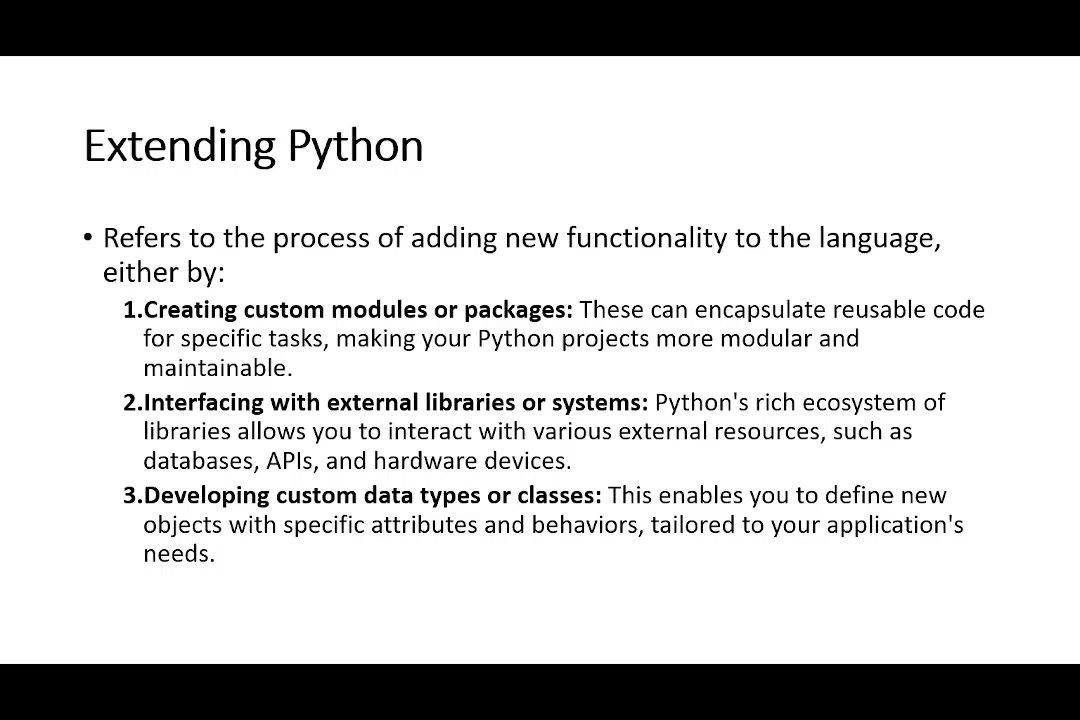 Extending Python
• Refers to the process of adding new functionality to the language,
either by:
1.Creating custom modules or packages: These can encapsulate reusable code
for specific tasks, making your Python projects more modular and
maintainable.
2.Interfacing with external libraries or systems: Python's rich ecosystem of
libraries allows you to interact with various external resources, such as
databases, APIs, and hardware devices.
3.Developing custom data types or classes: This enables you to define new
objects with specific attributes and behaviors, tailored to your application's
needs.